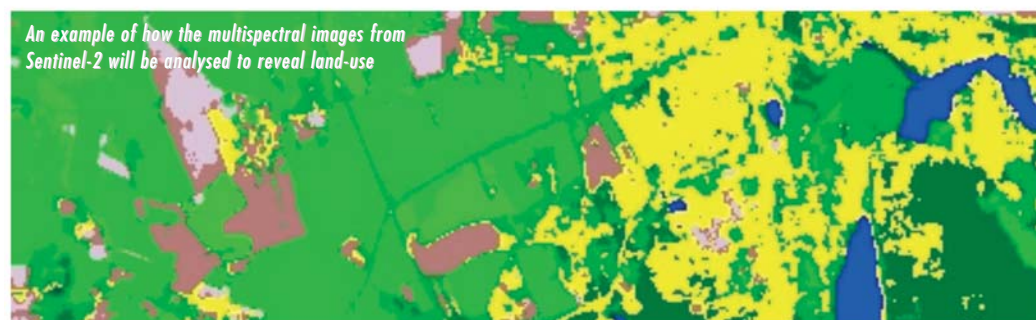 An example of how the multispectral images from
Sentinel-2 will be analysed to reveal land-use